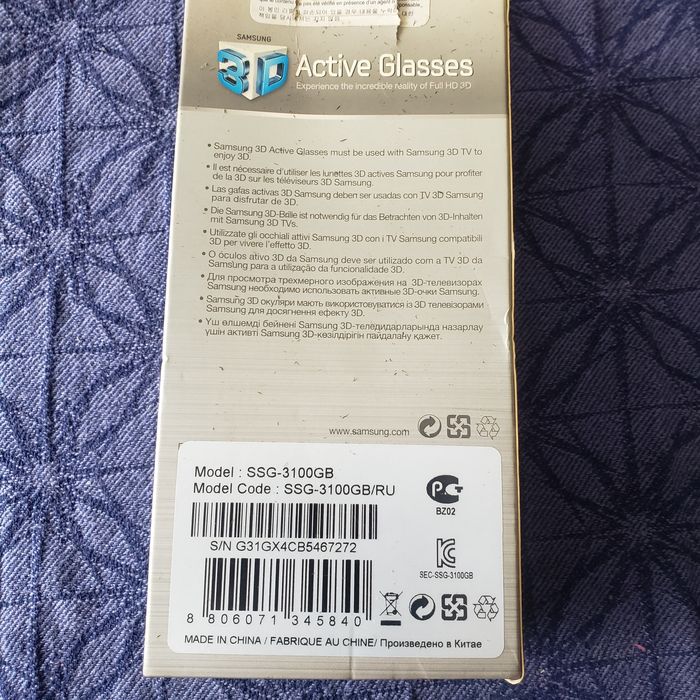 pas été vérifié en présence d'un agent
SAMSUNG
3D Active Glasses
Experience the incredible reality of Full HD 3D
• Samsung 3D Active Glasses must be used with Samsung 3D TV to
enjoy 3D.
• Il est nécessaire d'utiliser les lunettes 3D actives Samsung pour profiter
de la 3D sur les téléviseurs 3D Samsung.
• Las gafas activas 3D Samsung deben ser usadas con TV 3D Samsung
para disfrutar de 3D.
• Die Samsung 3D-Brille ist notwendig für das Betrachten von 3D-Inhalten
mit Samsung 3D TVs.
• Utilizzate gli occhiali attivi Samsung 3D con i TV Samsung compatibili
3D per vivere l'effetto 3D.
• O óculos ativo 3D da Samsung deve ser utilizado com a TV 3D da
Samsung para a utilização da funcionalidade 3D.
• Для просмотра трехмерного изображения на 3D-телевизорах
Samsung необходимо использовать активные 3D-очки Samsung.
• Samsung 3D окуляри мають використовуватися із 3D телевізорами
Samsung для досягнення ефекту 3D.
• Үш өлшемді бейнені Samsung 3D-теледидарларында назарлау
үшін активті Samsung 3D-көзілдірігін пайдалану қажет.
www.samsung.com
Model : SSG-3100GB
Model Code : SSG-3100GB/RU
BZ02
S/N G31GX4CB5467272
SEC-SSG-3100GB
8 806071 345840
MADE IN CHINA / FABRIQUE AU CHINE/ Произведено в Китае